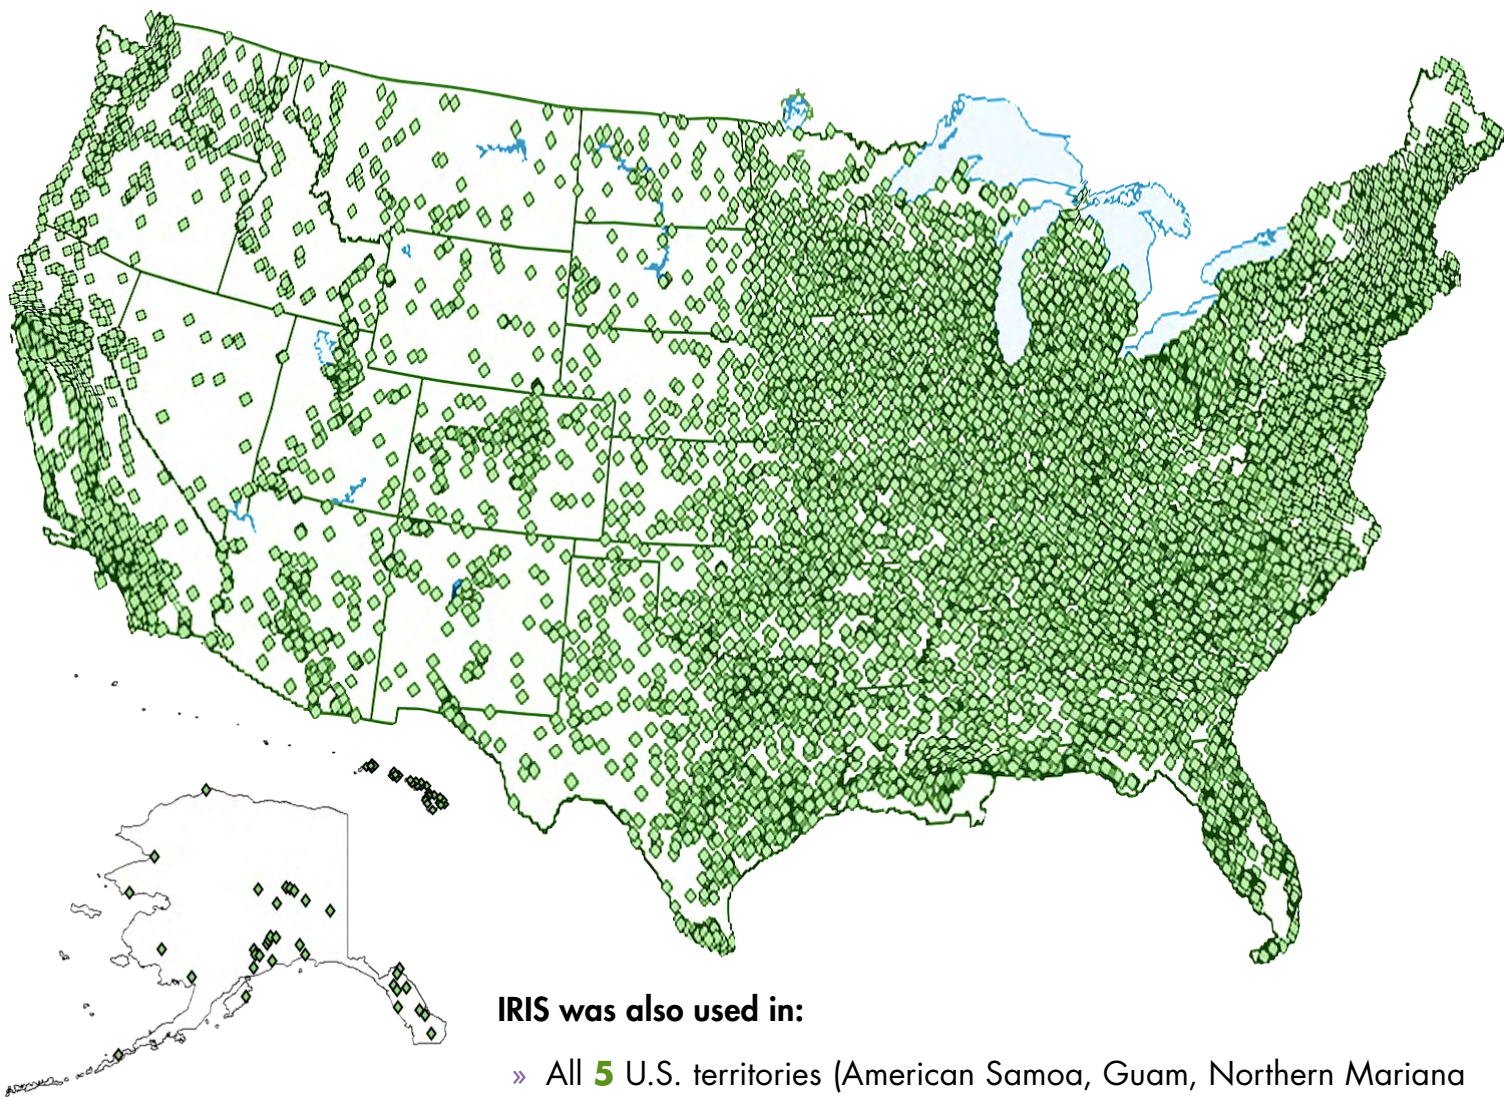 IRIS was also used in:
» All 5 U.S. territories (American Samoa, Guam, Northern Mariana